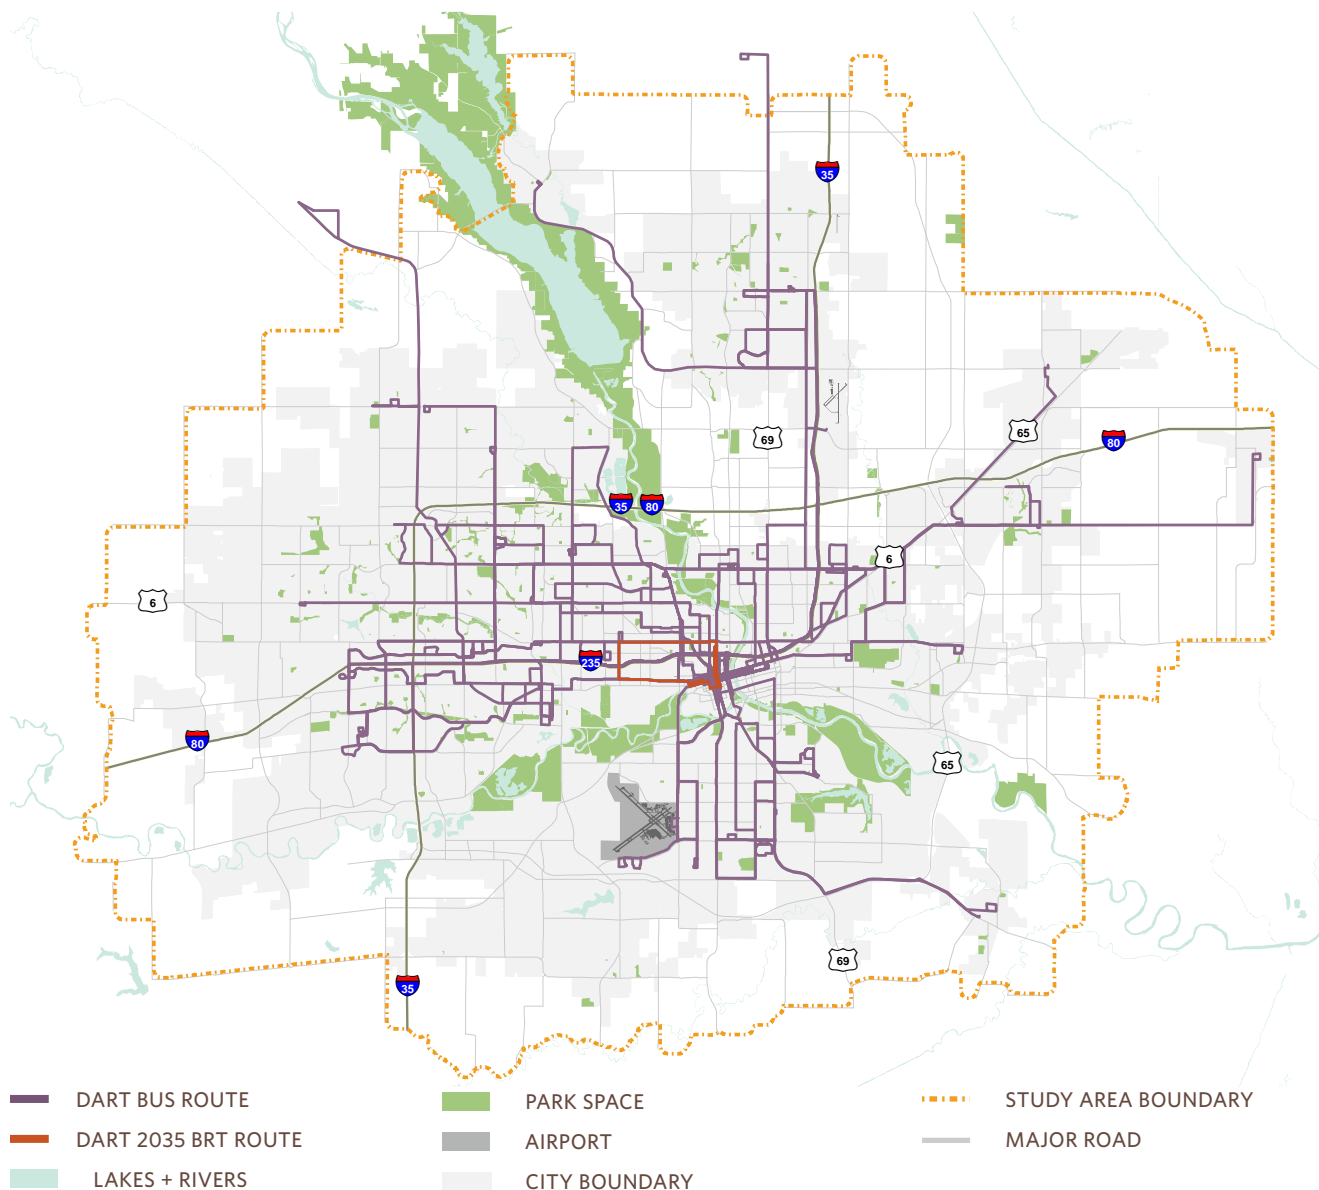 35
69
65
80
35
80
6
6
235
80
65
69
35
DART BUS ROUTE
DART 2035 BRT ROUTE
LAKES + RIVERS
PARK SPACE
AIRPORT
CITY BOUNDARY
STUDY AREA BOUNDARY
MAJOR ROAD